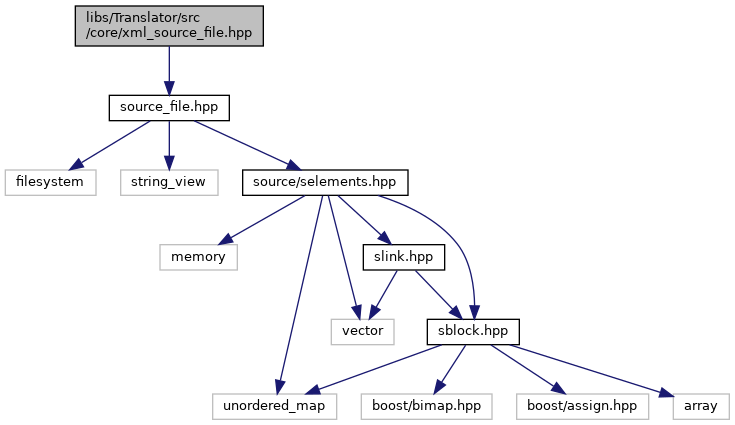 libs/Translator/src
/core/xml_source_file.hpp
source_file.hpp
filesystem
string_view
source/selements.hpp
memory
slink.hpp
vector
sblock.hpp
unordered_map
boost/bimap.hpp
boost/assign.hpp
array